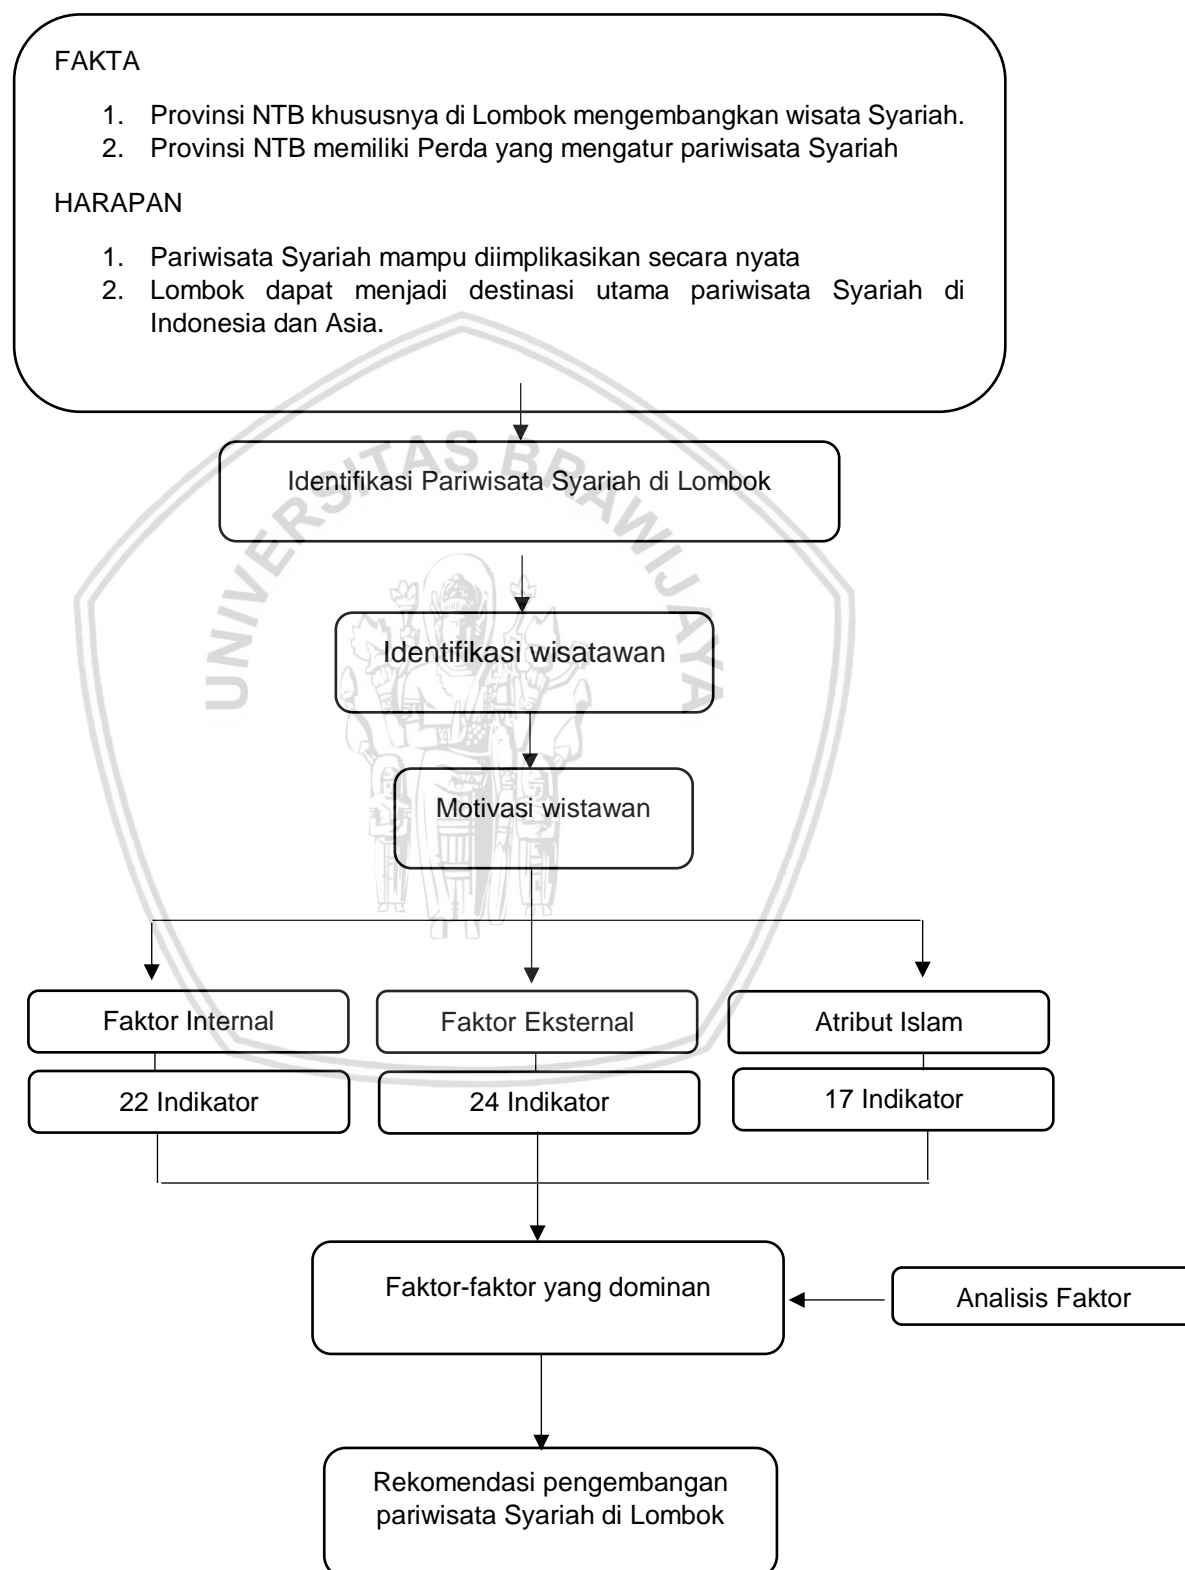 FAKTA
1. Provinsi NTB khususnya di Lombok mengembangkan wisata Syariah.
2. Provinsi NTB memiliki Perda yang mengatur pariwisata Syariah
HARAPAN
1. Pariwisata Syariah mampu diimplikasikan secara nyata
2. Lombok dapat menjadi destinasi utama pariwisata Syariah di
Indonesia dan Asia.
UNIVERSITAS BRAWIJAYA
Identifikasi Pariwisata Syariah di Lombok
Identifikasi wisatawan
Motivasi wistawan
Faktor Internal
Faktor Eksternal
Atribut Islam
22 Indikator
24 Indikator
17 Indikator
Faktor-faktor yang dominan
Analisis Faktor
Rekomendasi pengembangan
pariwisata Syariah di Lombok